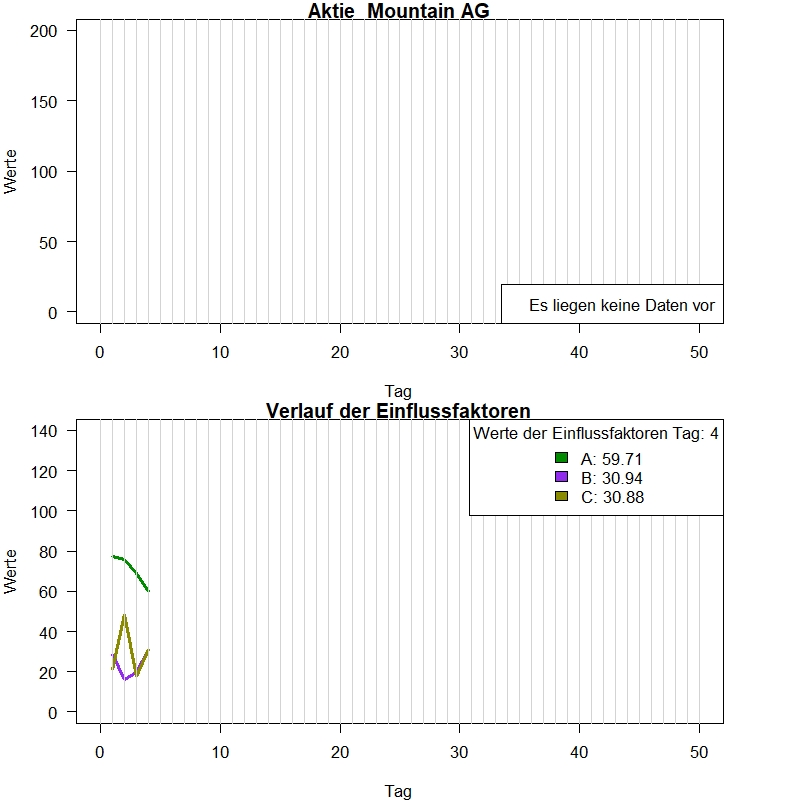 Aktie  Mountain AG
200
150
100
50
0
Werte
Es liegen keine Daten vor
0 10 20 30 40 50
Tag
Verlauf der Einflussfaktoren
140
120
100
80
60
40
20
0
Werte
Werte der Einflussfaktoren Tag: 4
A: 59.71
B: 30.94
C: 30.88
0 10 20 30 40 50
Tag